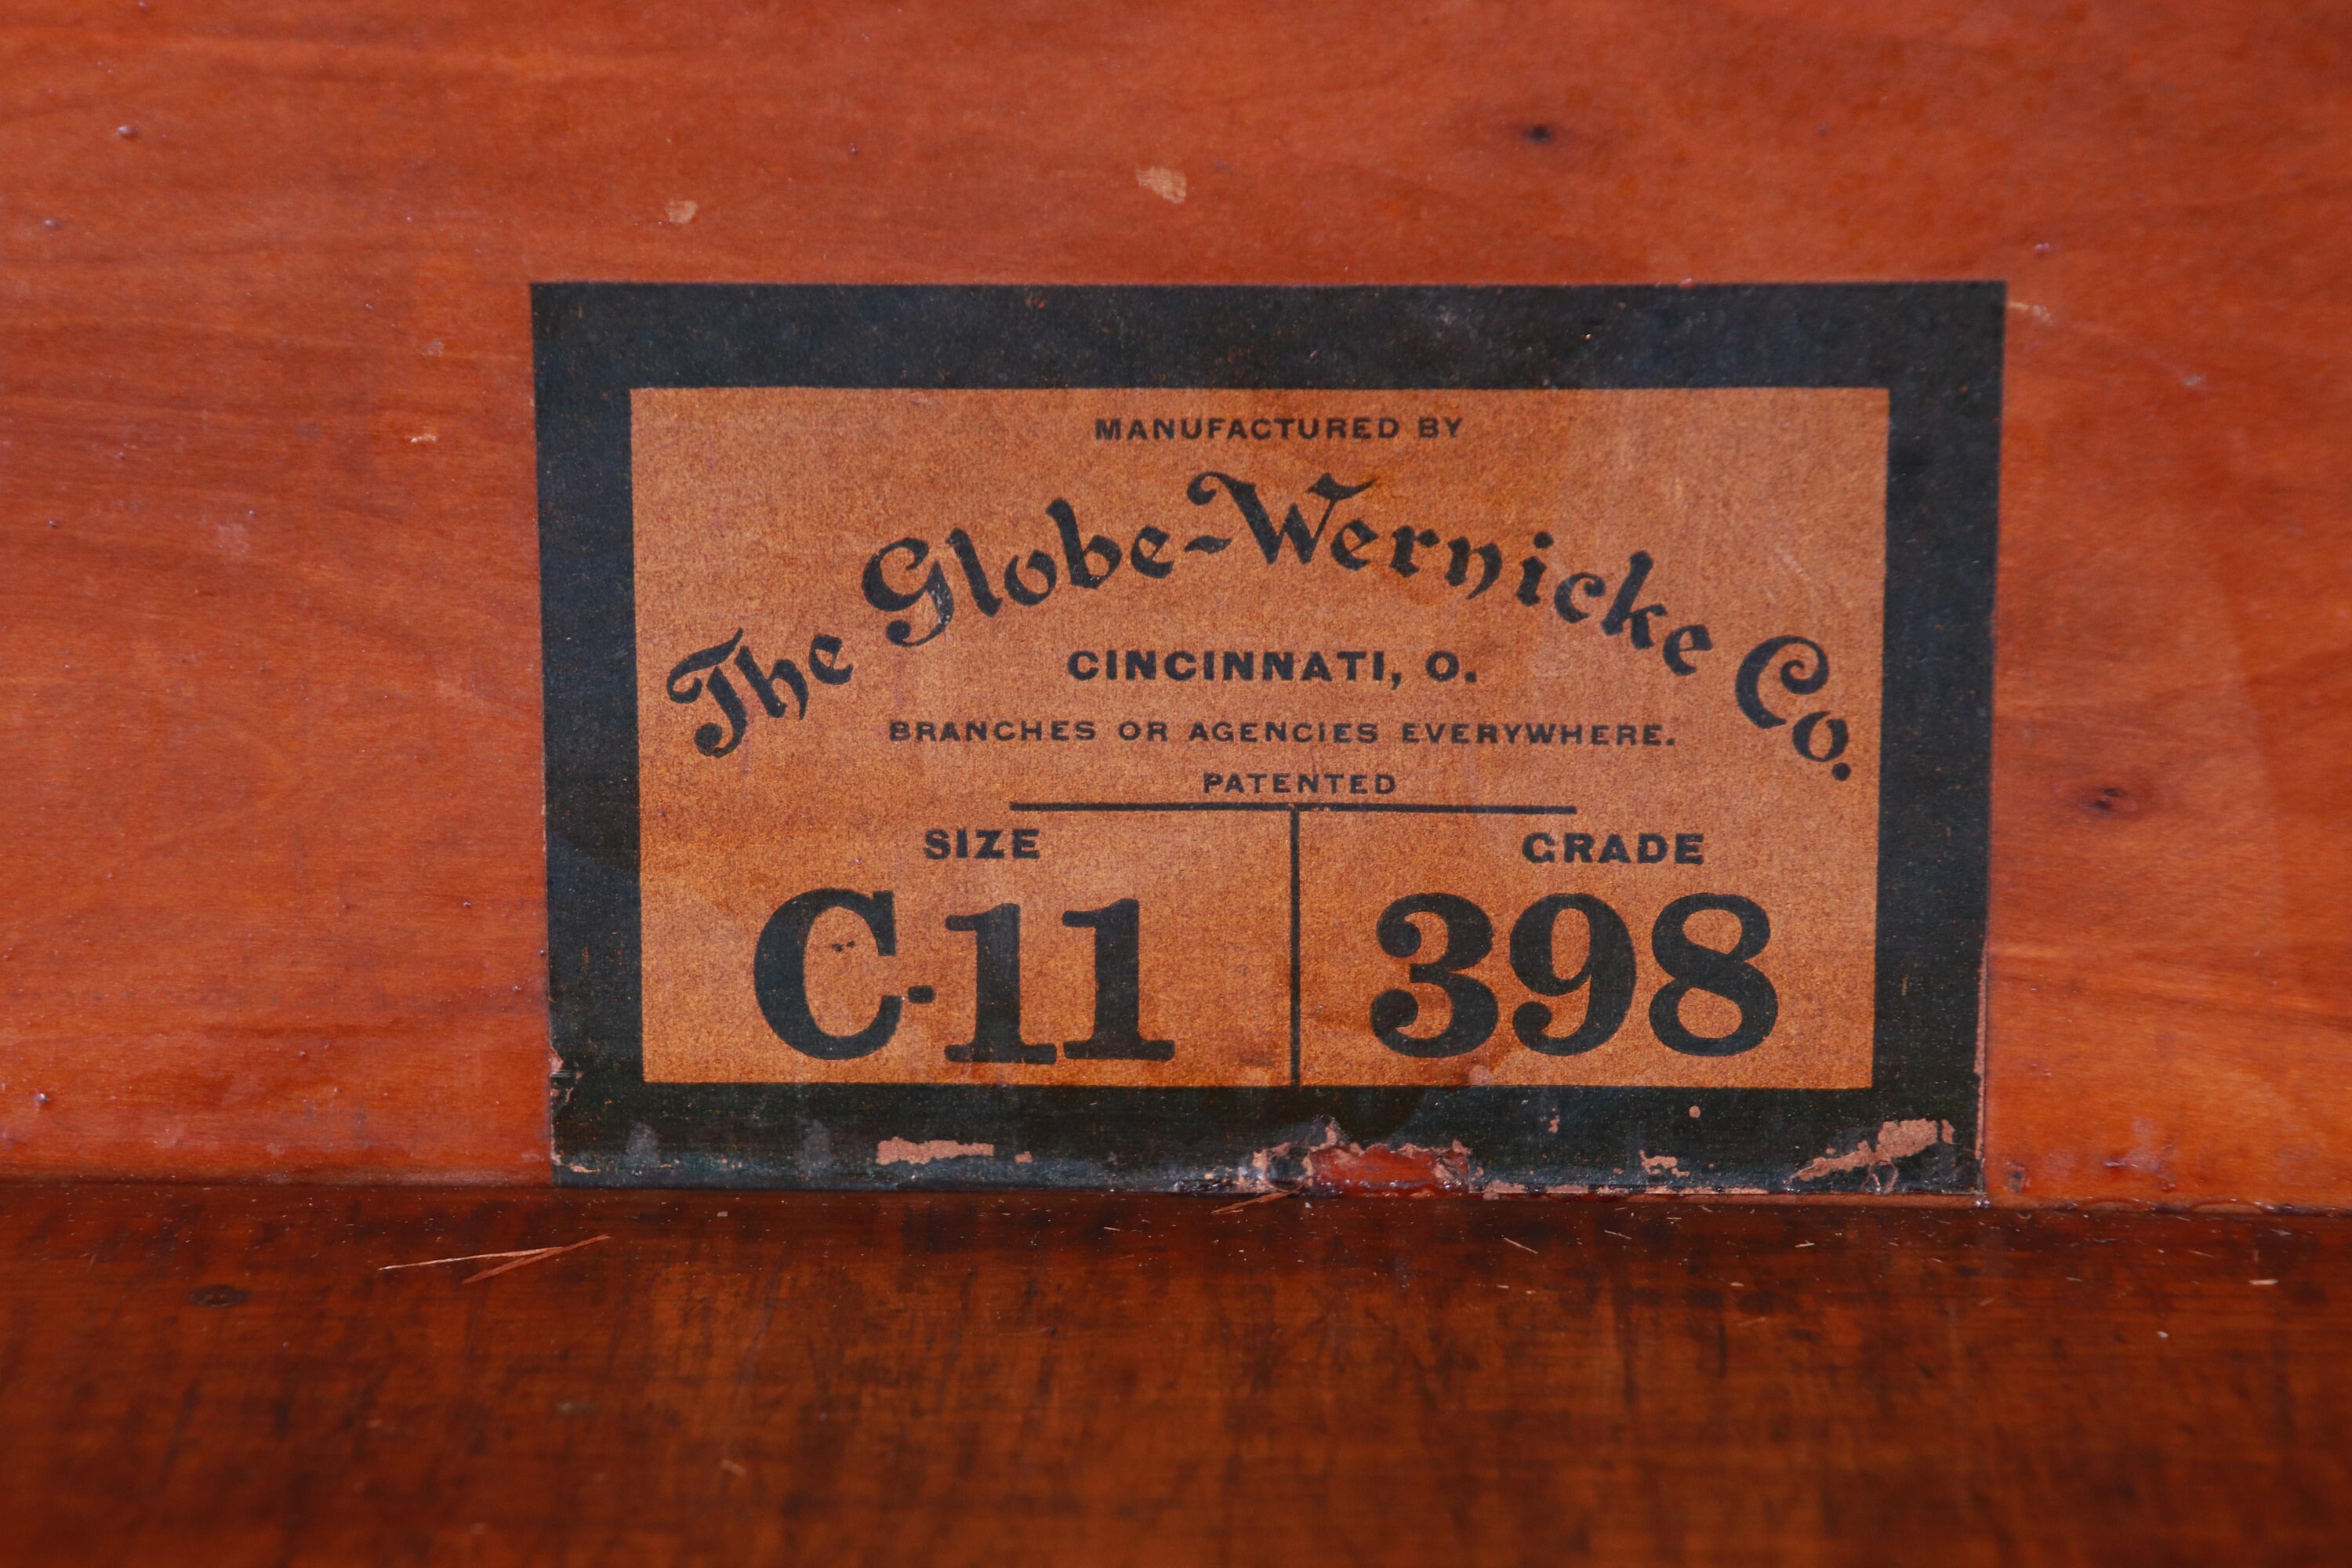 MANUFACTURED BY
The Globe-Wernicke Co.
CINCINNATI, O.
BRANCHES OR AGENCIES EVERYWHERE.
PATENTED
SIZE GRADE
C-11 398